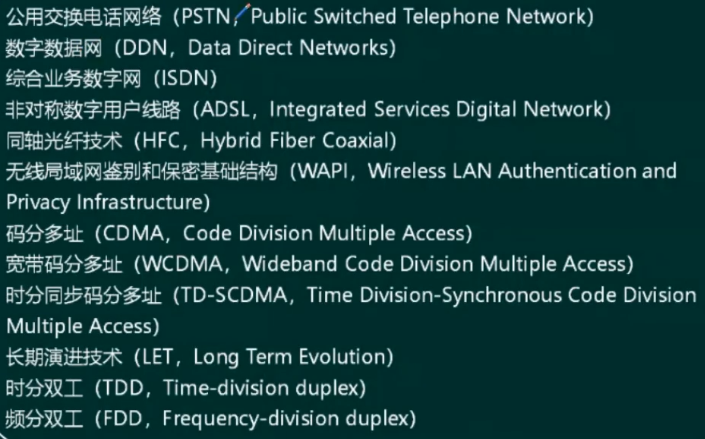 公用交换电话网络（PSTN，Public Switched Telephone Network）
数字数据网（DDN，Data Direct Networks）
综合业务数字网（ISDN）
非对称数字用户线路（ADSL，Integrated Services Digital Network）
同轴光纤技术（HFC，Hybrid Fiber Coaxial）
无线局域网鉴别和保密基础结构（WAPI，Wireless LAN Authentication and
Privacy Infrastructure）
码分多址（CDMA，Code Division Multiple Access）
宽带码分多址（WCDMA，Wideband Code Division Multiple Access）
时分同步码分多址（TD-SCDMA，Time Division-Synchronous Code Division
Multiple Access）
长期演进技术（LET，Long Term Evolution）
时分双工（TDD，Time-division duplex）
频分双工（FDD，Frequency-division duplex）